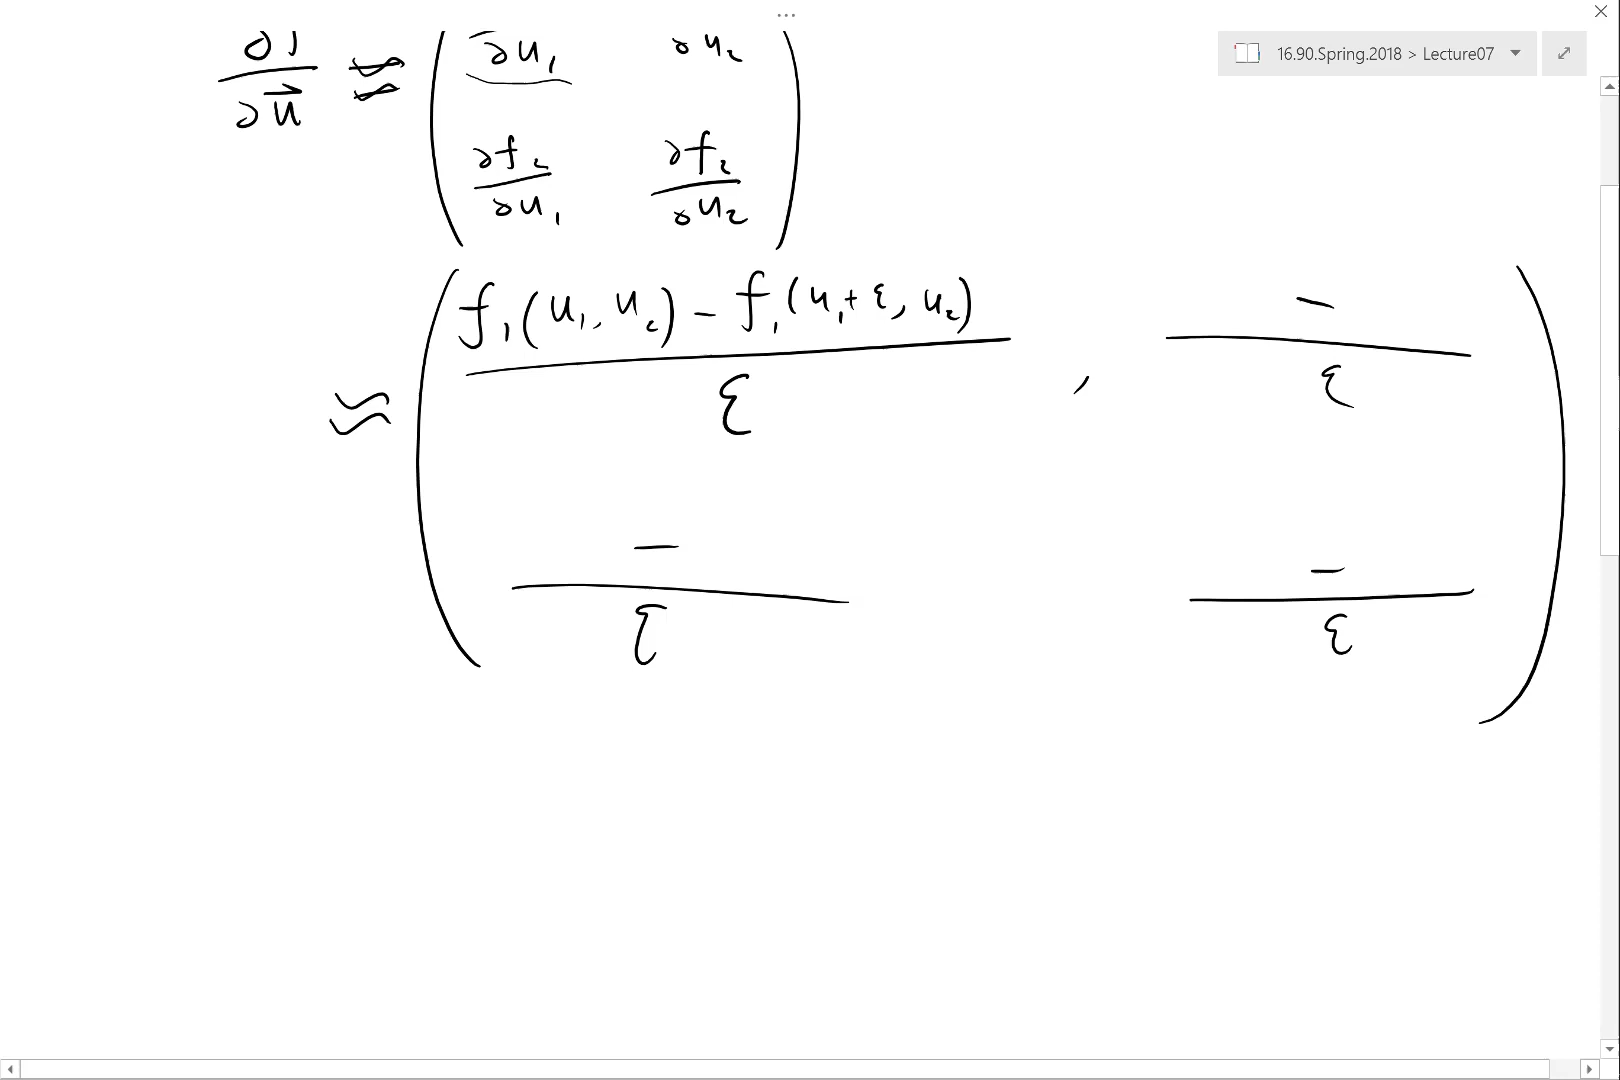 ...
16.90.Spring.2018 > Lecture07
∂u⃗ ≈ ( ∂u₁ ∂u₂
∂f₂/∂u₁ ∂f₂/∂u₂ )
≈ ( (f₁(u₁, u₂) − f₁(u₁+ε, u₂))/ε , −/ε
−/ε −/ε )